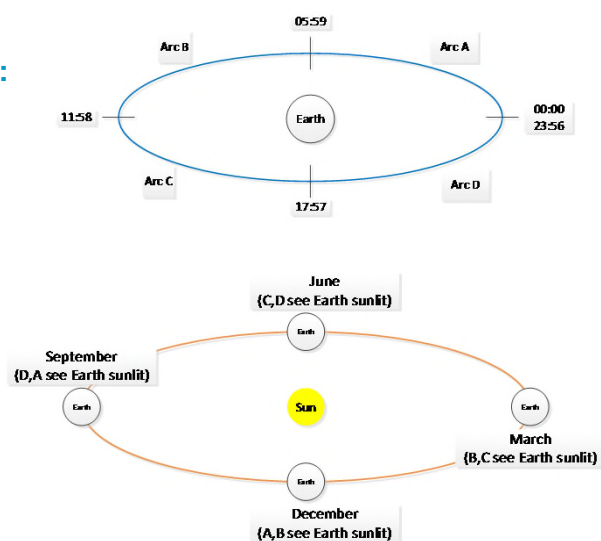 05:59
Arc B
Arc A
:
11:58
Earth
00:00
23:56
Arc C
Arc D
17:57
June
(C,D see Earth sunlit)
Earth
September
(D,A see Earth sunlit)
Earth
Sun
Earth
March
(B,C see Earth sunlit)
Earth
December
(A,B see Earth sunlit)